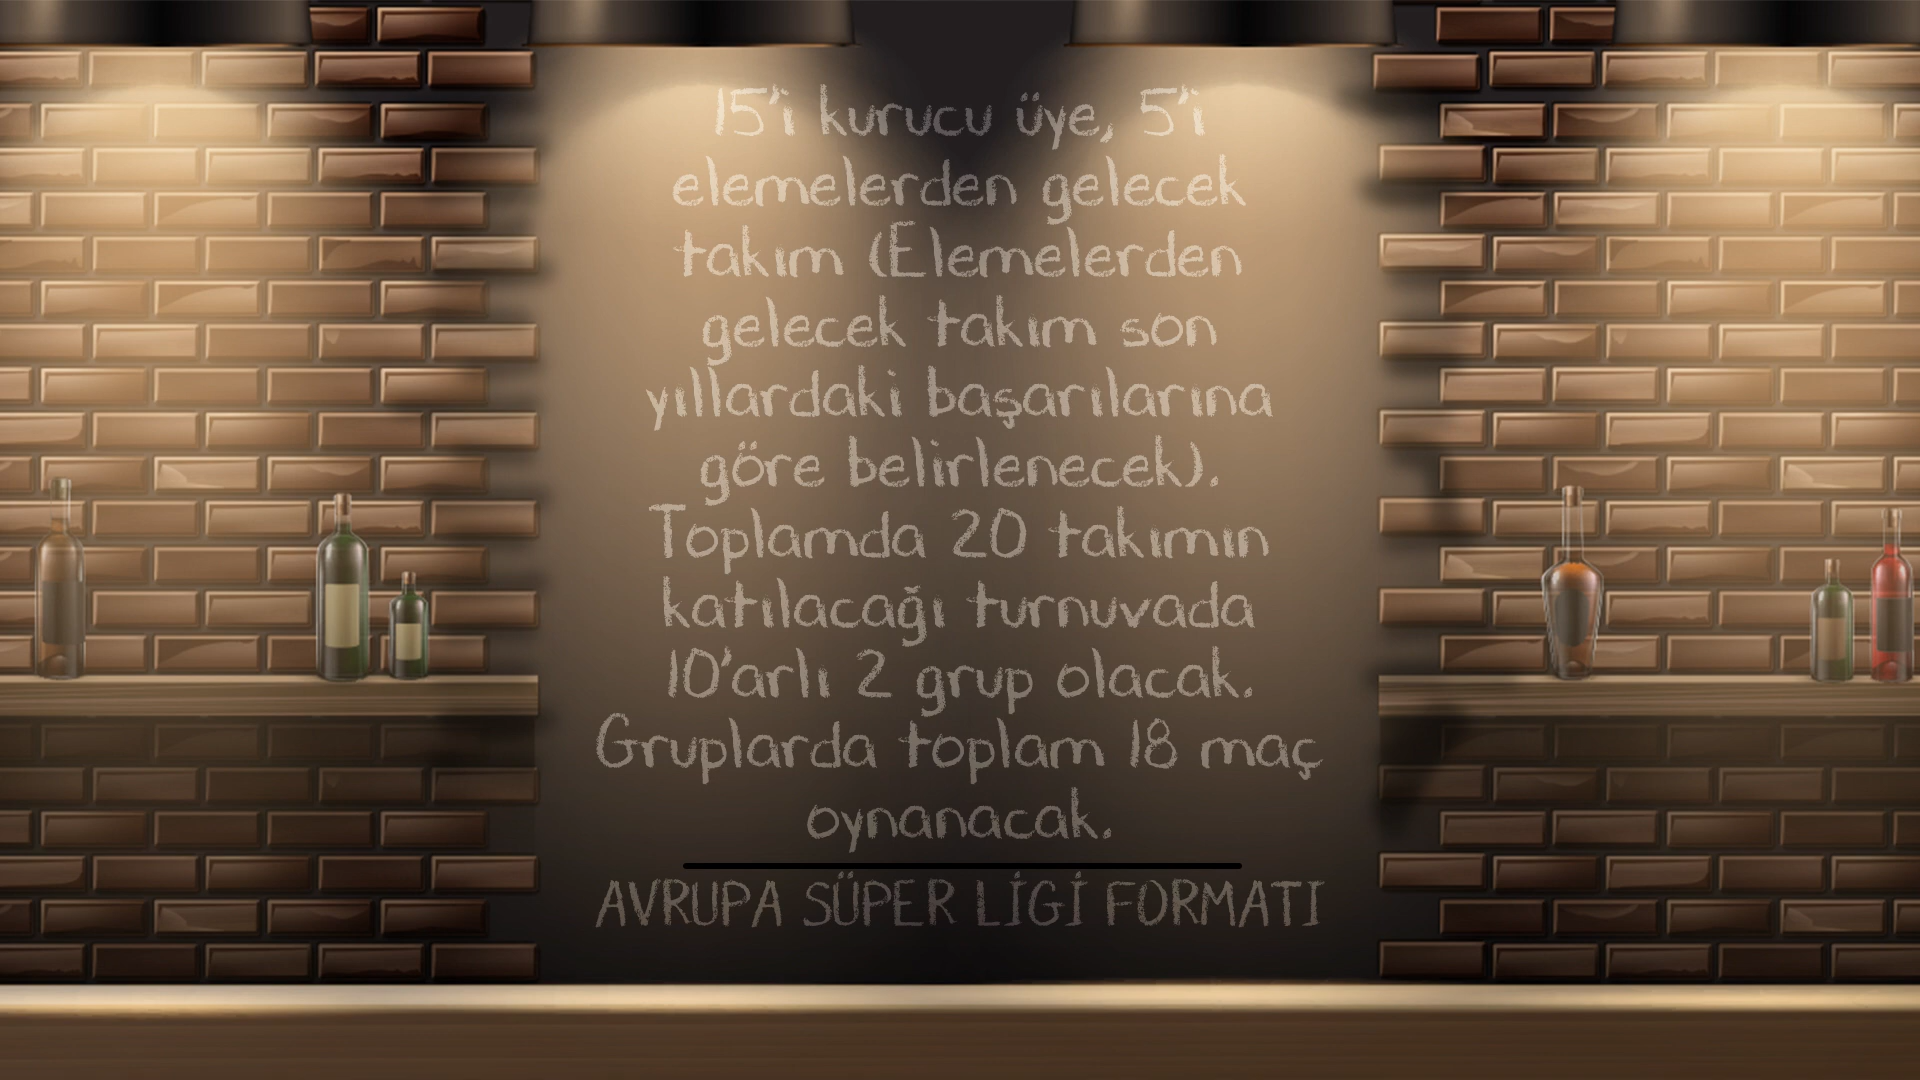 15'i kurucu üye, 5'i
elemelerden gelecek
takım (Elemelerden
gelecek takım son
yıllardaki başarılarına
göre belirlenecek).
Toplamda 20 takımın
katılacağı turnuvada
10'arlı 2 grup olacak.
Gruplarda toplam 18 maç
oynanacak.
AVRUPA SÜPER LİGİ FORMATI